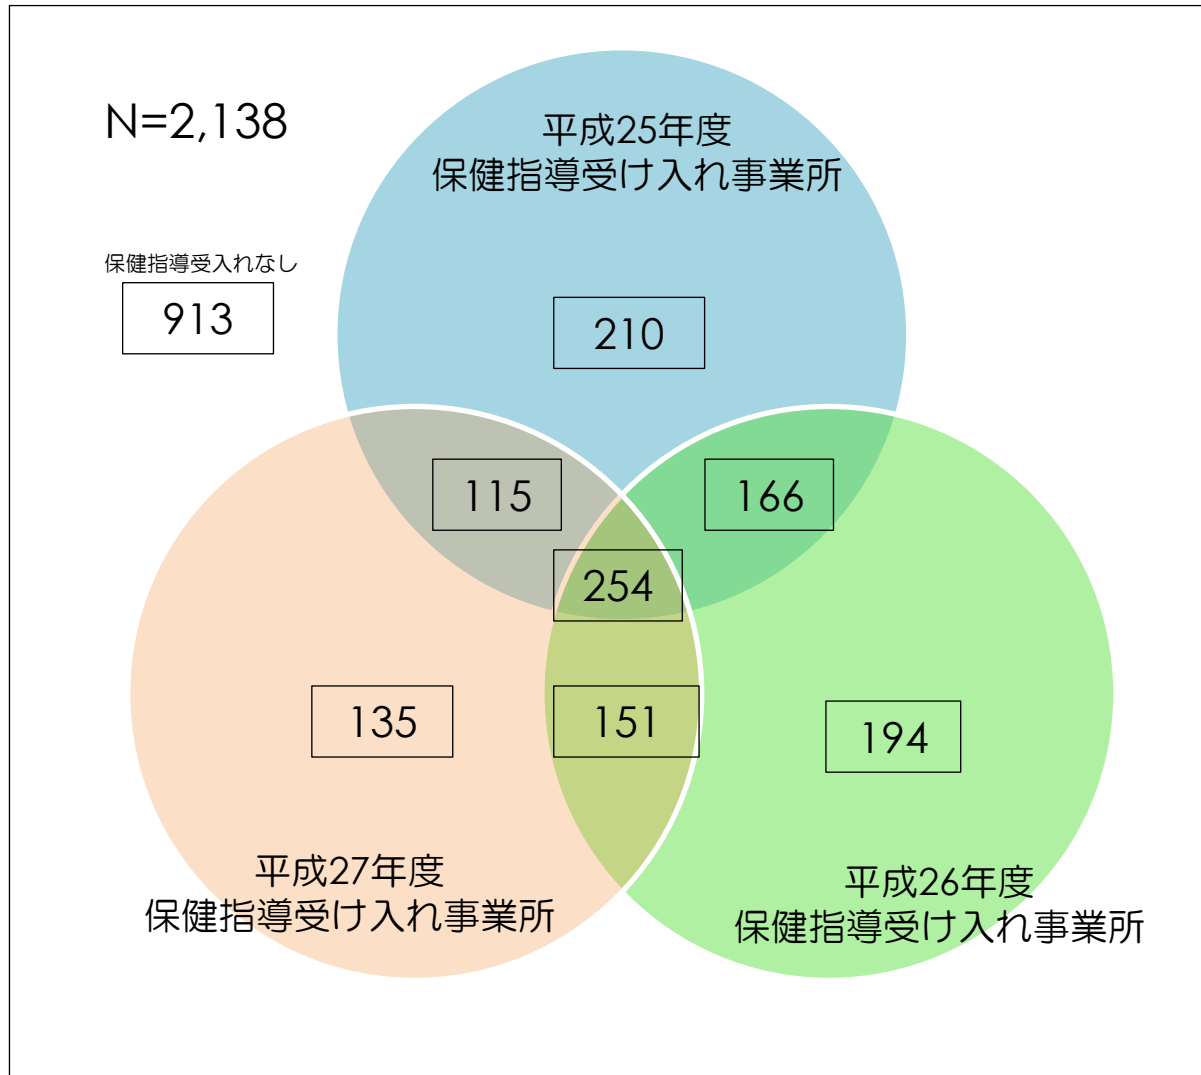 N=2,138
平成25年度
保健指導受け入れ事業所
保健指導受入れなし
913
210
115
166
254
135
151
194
平成27年度
保健指導受け入れ事業所
平成26年度
保健指導受け入れ事業所